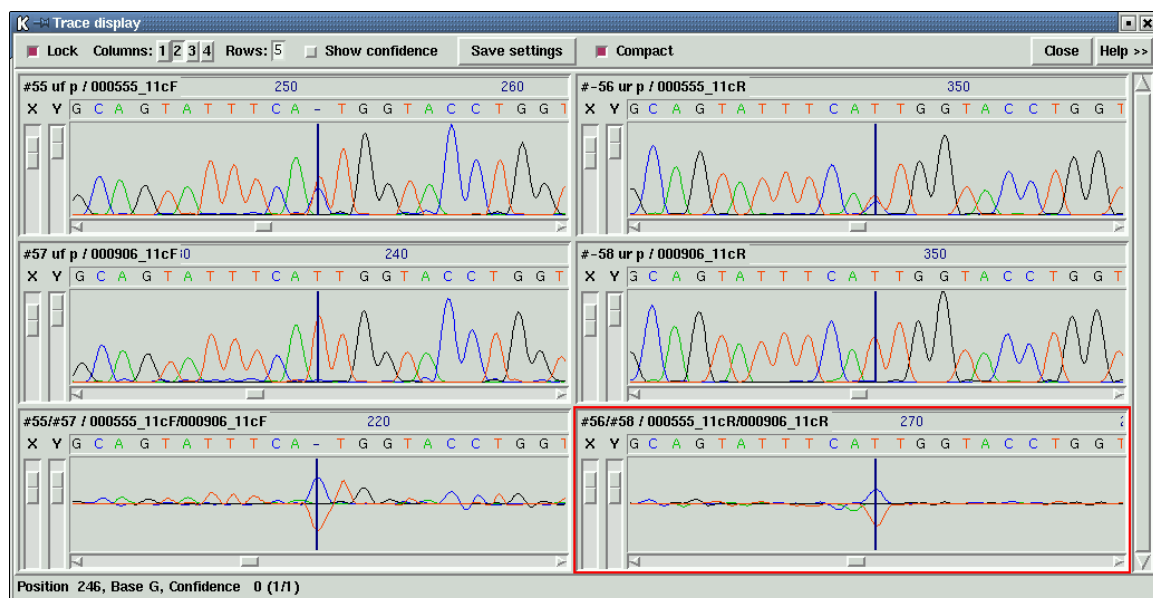 Trace display
Lock Columns: 1 2 3 4 Rows: 5 Show confidence Save settings Compact Close Help >>
#55 uf p / 000555_11cF 250 260
X Y G C A G T A T T T C A - T G G T A C C T G G T
#-56 ur p / 000555_11cR 350
X Y G C A G T A T T T C A T T G G T A C C T G G T
#57 uf p / 000906_11cF 240
X Y G C A G T A T T T C A T T G G T A C C T G G T
#-58 ur p / 000906_11cR 350
X Y G C A G T A T T T C A T T G G T A C C T G G T
#55/#57 / 000555_11cF/000906_11cF 220
X Y G C A G T A T T T C A - T G G T A C C T G G T
#56/#58 / 000555_11cR/000906_11cR 270
X Y G C A G T A T T T C A T T G G T A C C T G G T
Position 246, Base G, Confidence 0 (1/1)